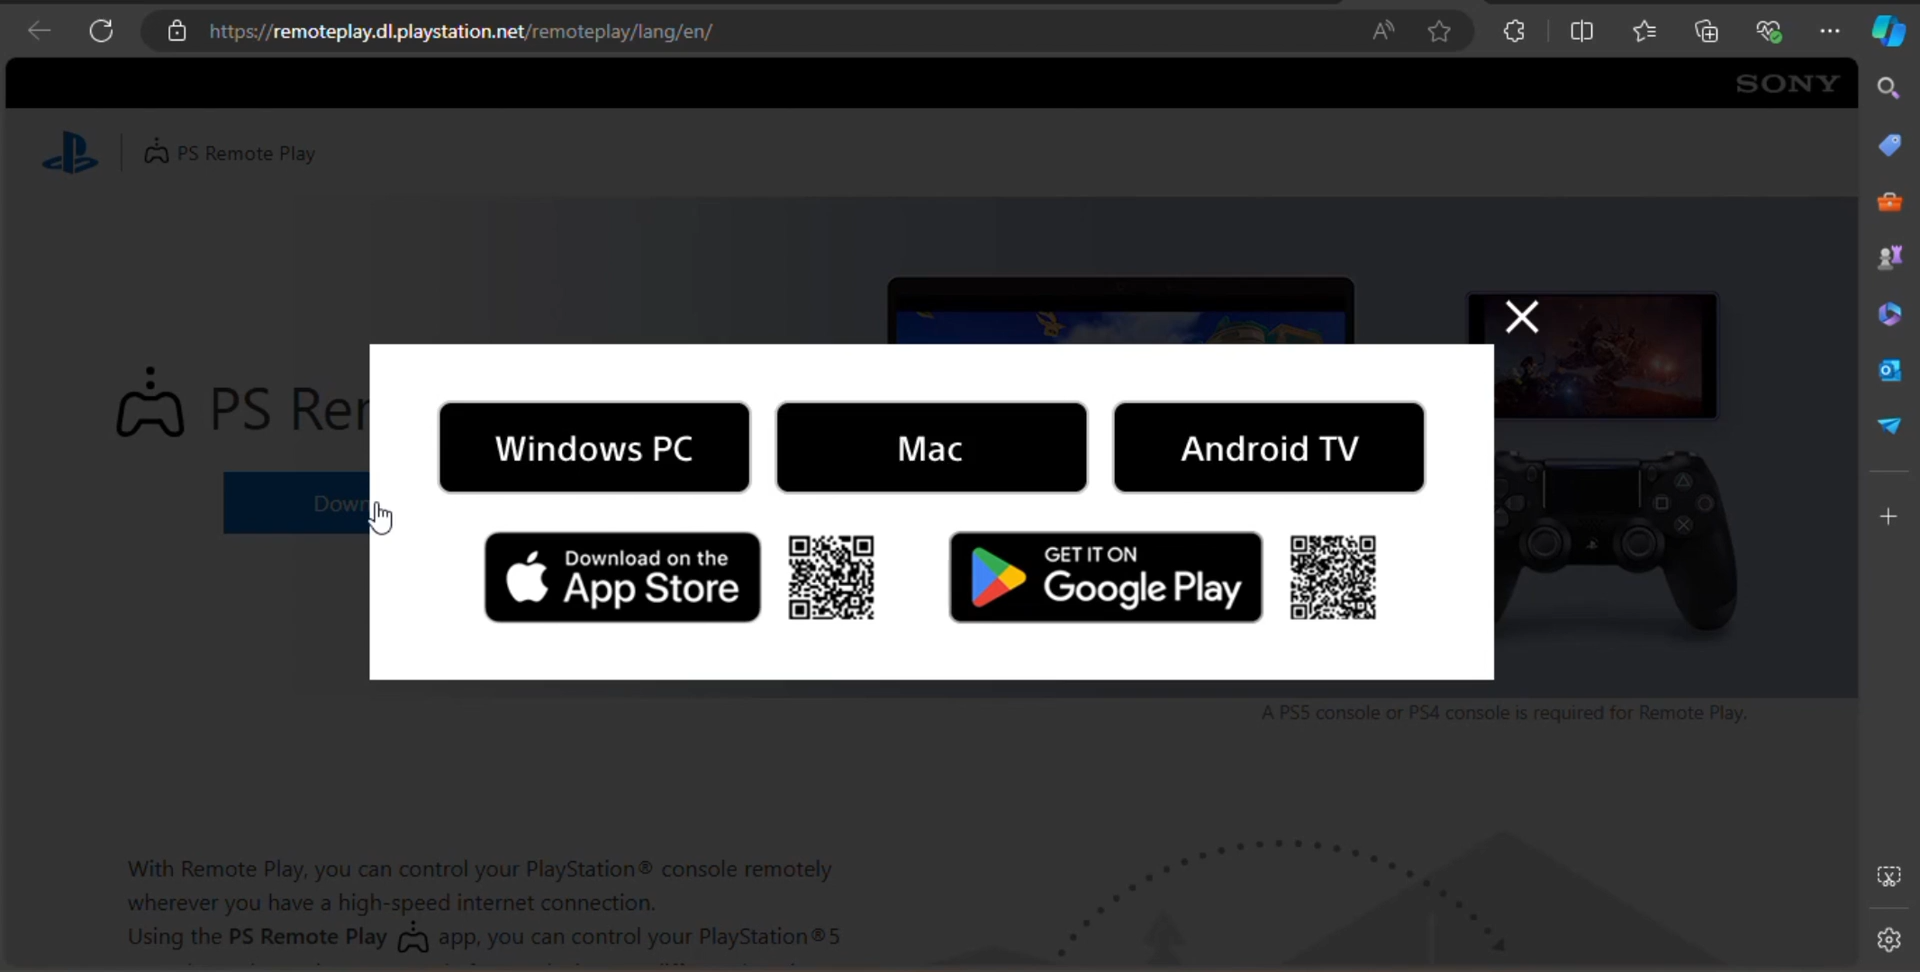 https://remoteplay.dl.playstation.net/remoteplay/lang/en/
SONY
PS Remote Play
PS Rer
Down
Windows PC
Mac
Android TV
Download on the
App Store
GET IT ON
Google Play
A PS5 console or PS4 console is required for Remote Play.
With Remote Play, you can control your PlayStation® console remotely
wherever you have a high-speed internet connection.
Using the PS Remote Play app, you can control your PlayStation®5